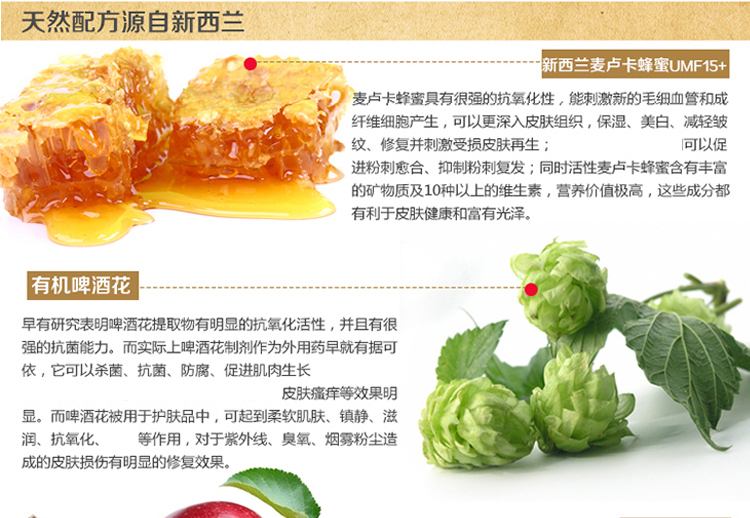 天然配方源自新西兰
新西兰麦卢卡蜂蜜UMF15+
麦卢卡蜂蜜具有很强的抗氧化性，能刺激新的毛细血管和成
纤维细胞产生，可以更深入皮肤组织，保湿、美白、减轻皱
纹、修复并刺激受损皮肤再生； 可以促
进粉刺愈合、抑制粉刺复发；同时活性麦卢卡蜂蜜含有丰富
的矿物质及10种以上的维生素，营养价值极高，这些成分都
有利于皮肤健康和富有光泽。
有机啤酒花
早有研究表明啤酒花提取物有明显的抗氧化活性，并且有很
强的抗菌能力。而实际上啤酒花制剂作为外用药早就有据可
依，它可以杀菌、抗菌、防腐、促进肌肉生长
皮肤瘙痒等效果明
显。而啤酒花被用于护肤品中，可起到柔软肌肤、镇静、滋
润、抗氧化、 等作用，对于紫外线、臭氧、烟雾粉尘造
成的皮肤损伤有明显的修复效果。